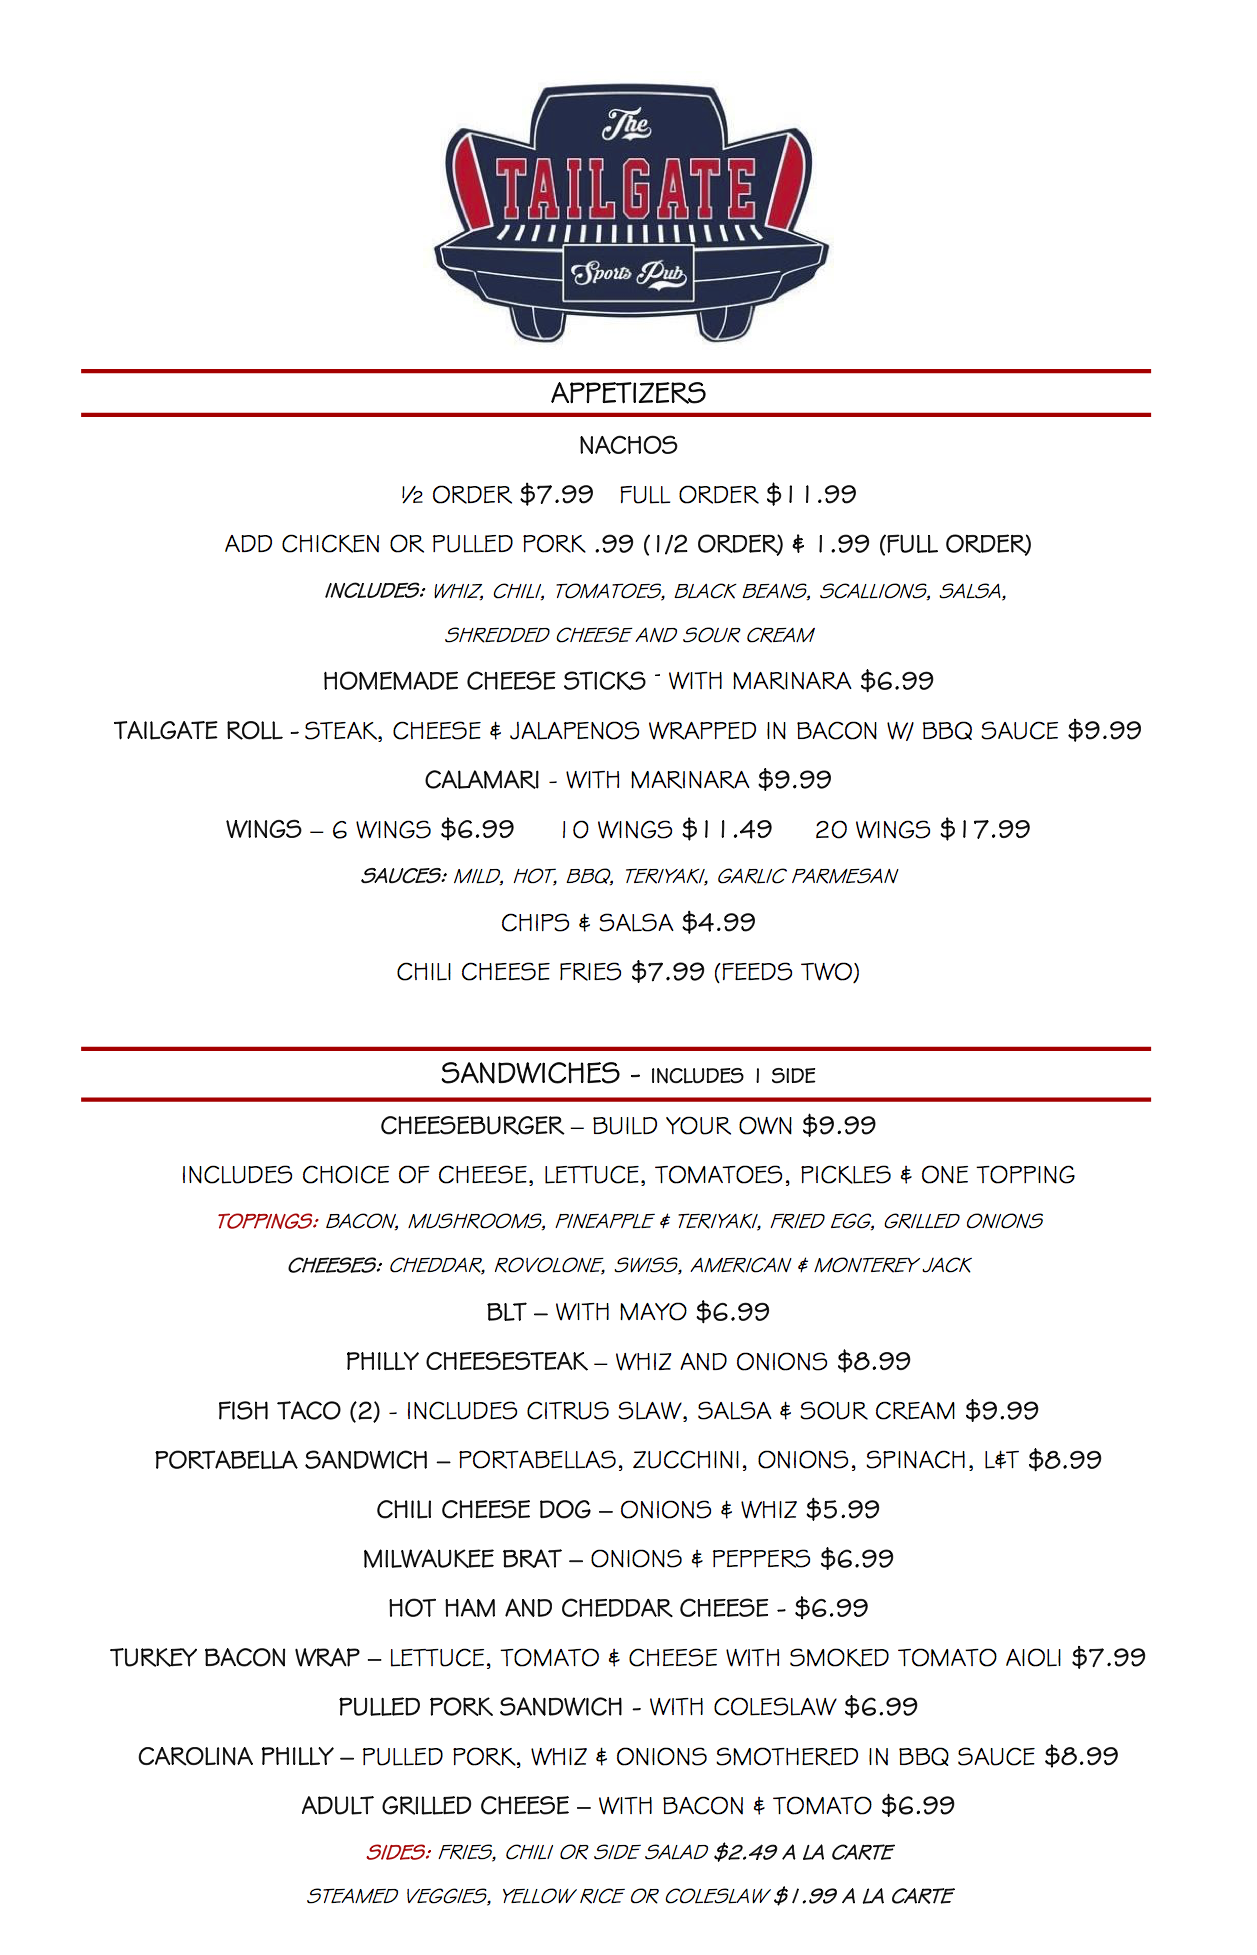 The
TAILGATE
Sports Pub
APPETIZERS
NACHOS
½ ORDER $7.99 FULL ORDER $11.99
ADD CHICKEN OR PULLED PORK .99 (1/2 ORDER) & 1.99 (FULL ORDER)
INCLUDES: WHIZ, CHILI, TOMATOES, BLACK BEANS, SCALLIONS, SALSA,
SHREDDED CHEESE AND SOUR CREAM
HOMEMADE CHEESE STICKS - WITH MARINARA $6.99
TAILGATE ROLL - STEAK, CHEESE & JALAPENOS WRAPPED IN BACON W/ BBQ SAUCE $9.99
CALAMARI - WITH MARINARA $9.99
WINGS – 6 WINGS $6.99 10 WINGS $11.49 20 WINGS $17.99
SAUCES: MILD, HOT, BBQ, TERIYAKI, GARLIC PARMESAN
CHIPS & SALSA $4.99
CHILI CHEESE FRIES $7.99 (FEEDS TWO)
SANDWICHES - INCLUDES 1 SIDE
CHEESEBURGER – BUILD YOUR OWN $9.99
INCLUDES CHOICE OF CHEESE, LETTUCE, TOMATOES, PICKLES & ONE TOPPING
TOPPINGS: BACON, MUSHROOMS, PINEAPPLE & TERIYAKI, FRIED EGG, GRILLED ONIONS
CHEESES: CHEDDAR, ROVOLONE, SWISS, AMERICAN & MONTEREY JACK
BLT – WITH MAYO $6.99
PHILLY CHEESESTEAK – WHIZ AND ONIONS $8.99
FISH TACO (2) - INCLUDES CITRUS SLAW, SALSA & SOUR CREAM $9.99
PORTABELLA SANDWICH – PORTABELLAS, ZUCCHINI, ONIONS, SPINACH, L&T $8.99
CHILI CHEESE DOG – ONIONS & WHIZ $5.99
MILWAUKEE BRAT – ONIONS & PEPPERS $6.99
HOT HAM AND CHEDDAR CHEESE - $6.99
TURKEY BACON WRAP – LETTUCE, TOMATO & CHEESE WITH SMOKED TOMATO AIOLI $7.99
PULLED PORK SANDWICH - WITH COLESLAW $6.99
CAROLINA PHILLY – PULLED PORK, WHIZ & ONIONS SMOTHERED IN BBQ SAUCE $8.99
ADULT GRILLED CHEESE – WITH BACON & TOMATO $6.99
SIDES: FRIES, CHILI OR SIDE SALAD $2.49 A LA CARTE
STEAMED VEGGIES, YELLOW RICE OR COLESLAW $1.99 A LA CARTE